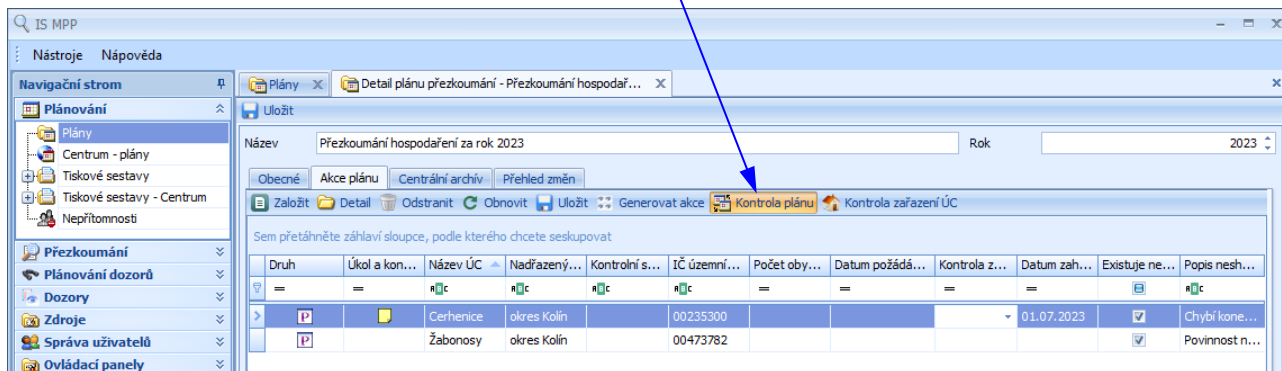 IS MPP
Nástroje Nápověda
Navigační strom
Plánování
Plány
Centrum - plány
Tiskové sestavy
Tiskové sestavy - Centrum
Nepřítomnosti
Přezkoumání
Plánování dozorů
Dozory
Zdroje
Správa uživatelů
Ovládací panely
Plány Detail plánu přezkoumání - Přezkoumání hospodař...
Uložit
Název Přezkoumání hospodaření za rok 2023 Rok 2023
Obecné Akce plánu Centrální archív Přehled změn
Založit Detail Odstranit Obnovit Uložit Generovat akce Kontrola plánu Kontrola zařazení ÚC
Sem přetáhněte záhlaví sloupce, podle kterého chcete seskupovat
Druh Úkol a kon... Název ÚC Nadřazený... Kontrolní s... IČ územní... Počet oby... Datum požádá... Kontrola z... Datum zah... Existuje ne... Popis nesh...
= = ABC ABC ABC ABC = = = = ABC
P Cerhenice okres Kolín 00235300 01.07.2023 Chybí kone...
P Žabonosy okres Kolín 00473782 Povinnost n...